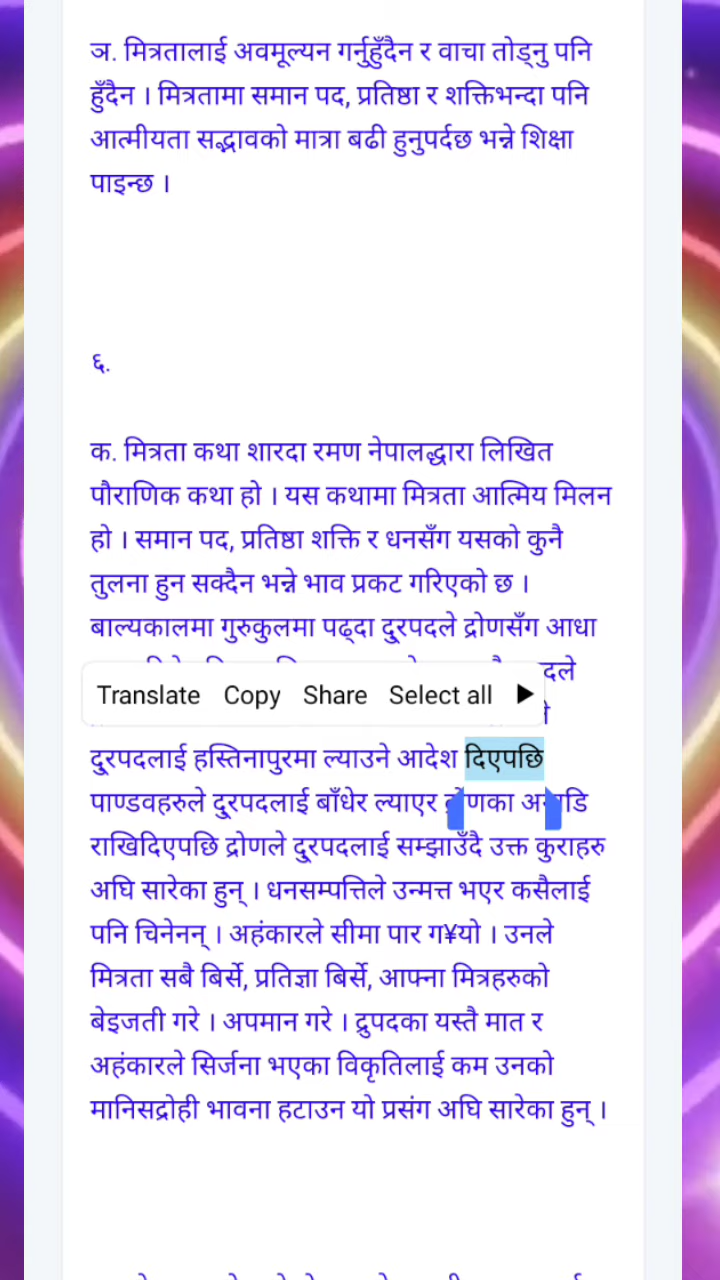 ञ. मित्रतालाई अवमूल्यन गर्नुहुँदैन र वाचा तोड्नु पनि
हुँदैन । मित्रतामा समान पद, प्रतिष्ठा र शक्तिभन्दा पनि
आत्मीयता सद्भावको मात्रा बढी हुनुपर्दछ भन्ने शिक्षा
पाइन्छ ।
६.
क. मित्रता कथा शारदा रमण नेपालद्धारा लिखित
पौराणिक कथा हो । यस कथामा मित्रता आत्मिय मिलन
हो । समान पद, प्रतिष्ठा शक्ति र धनसँग यसको कुनै
तुलना हुन सक्दैन भन्ने भाव प्रकट गरिएको छ ।
बाल्यकालमा गुरुकुलमा पढ्दा दु्रपदले द्रोणसँग आधा
Translate Copy Share Select all ▶
दु्रपदलाई हस्तिनापुरमा ल्याउने आदेश दिएपछि
पाण्डवहरुले दु्रपदलाई बाँधेर ल्याएर
राखिदिएपछि द्रोणले दु्रपदलाई सम्झाउँदै उक्त कुराहरु
अघि सारेका हुन् । धनसम्पत्तिले उन्मत्त भएर कसैलाई
पनि चिनेनन् । अहंकारले सीमा पार ग¥यो । उनले
मित्रता सबै बिर्से, प्रतिज्ञा बिर्से, आफ्ना मित्रहरुको
बेइजती गरे । अपमान गरे । द्रुपदका यस्तै मात र
अहंकारले सिर्जना भएका विकृतिलाई कम उनको
मानिसद्रोही भावना हटाउन यो प्रसंग अघि सारेका हुन् ।